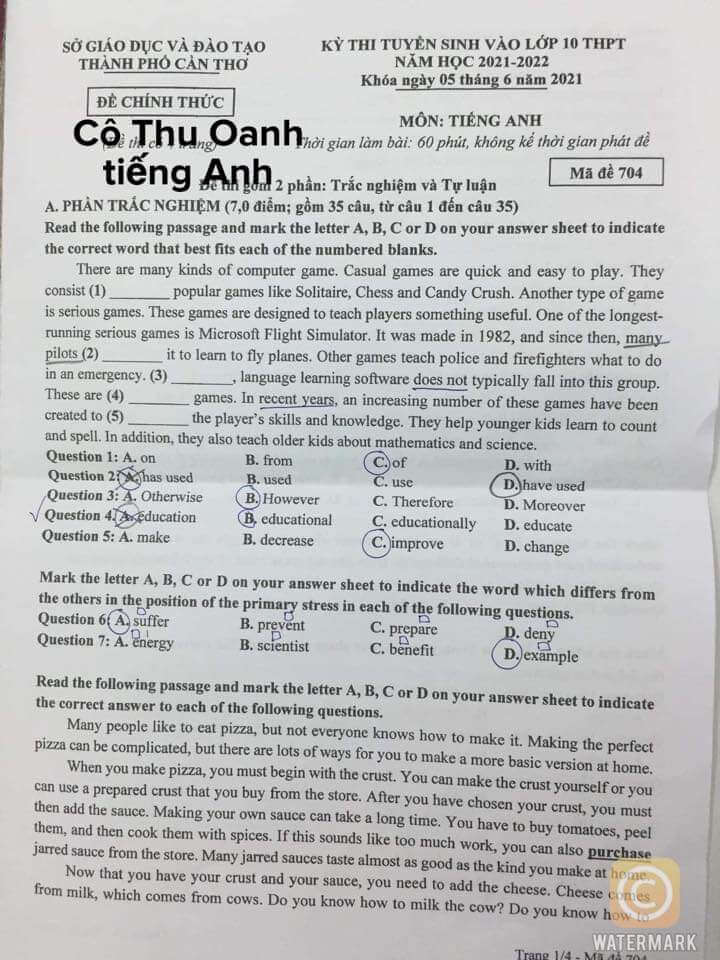 SỞ GIÁO DỤC VÀ ĐÀO TẠO
THÀNH PHỐ CẦN THƠ
ĐỀ CHÍNH THỨC
KỲ THI TUYỂN SINH VÀO LỚP 10 THPT
NĂM HỌC 2021-2022
Khóa ngày 05 tháng 6 năm 2021
MÔN: TIẾNG ANH
Thời gian làm bài: 60 phút, không kể thời gian phát đề
Cô Thu Oanh
tiếng Anh
Mã đề 704
gồm 2 phần: Trắc nghiệm và Tự luận
A. PHẦN TRẮC NGHIỆM (7,0 điểm; gồm 35 câu, từ câu 1 đến câu 35)
Read the following passage and mark the letter A, B, C or D on your answer sheet to indicate
the correct word that best fits each of the numbered blanks.
There are many kinds of computer game. Casual games are quick and easy to play. They
consist (1) ________ popular games like Solitaire, Chess and Candy Crush. Another type of game
is serious games. These games are designed to teach players something useful. One of the longest-
running serious games is Microsoft Flight Simulator. It was made in 1982, and since then, many
pilots (2) ________ it to learn to fly planes. Other games teach police and firefighters what to do
in an emergency. (3) ________, language learning software does not typically fall into this group.
These are (4) ________ games. In recent years, an increasing number of these games have been
created to (5) ________ the player's skills and knowledge. They help younger kids learn to count
and spell. In addition, they also teach older kids about mathematics and science.
Question 1: A. on B. from C. of D. with
Question 2: A. has used B. used C. use D. have used
Question 3: A. Otherwise B. However C. Therefore D. Moreover
Question 4. A. education B. educational C. educationally D. educate
Question 5: A. make B. decrease C. improve D. change
Mark the letter A, B, C or D on your answer sheet to indicate the word which differs from
the others in the position of the primary stress in each of the following questions.
Question 6: A. suffer B. prevent C. prepare D. deny
Question 7: A. energy B. scientist C. benefit D. example
Read the following passage and mark the letter A, B, C or D on your answer sheet to indicate
the correct answer to each of the following questions.
Many people like to eat pizza, but not everyone knows how to make it. Making the perfect
pizza can be complicated, but there are lots of ways for you to make a more basic version at home.
When you make pizza, you must begin with the crust. You can make the crust yourself or you
can use a prepared crust that you buy from the store. After you have chosen your crust, you must
then add the sauce. Making your own sauce can take a long time. You have to buy tomatoes, peel
them, and then cook them with spices. If this sounds like too much work, you can also purchase
jarred sauce from the store. Many jarred sauces taste almost as good as the kind you make at home.
Now that you have your crust and your sauce, you need to add the cheese. Cheese comes
from milk, which comes from cows. Do you know how to milk the cow? Do you know how to
WATERMARK
Trang 1/4 - Mã đề 704